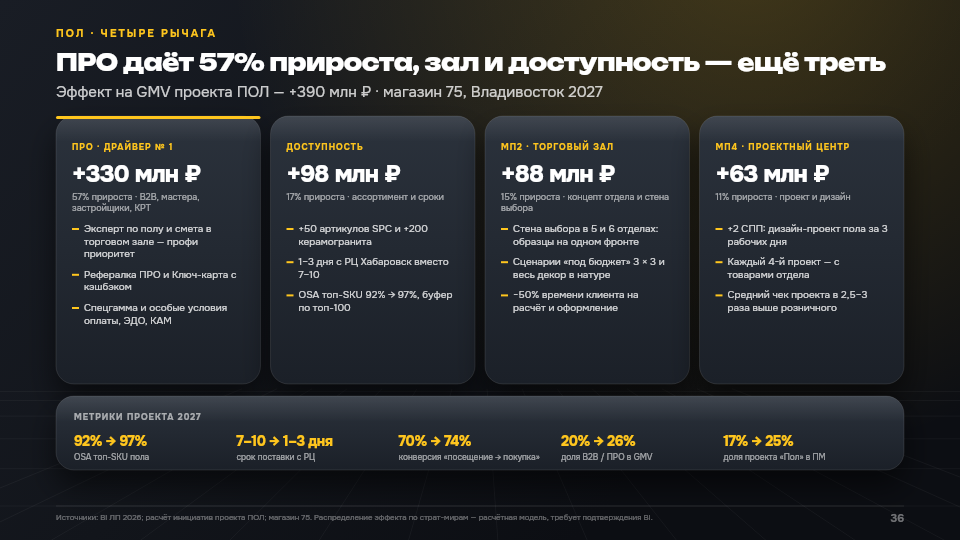 ПОЛ · ЧЕТЫРЕ РЫЧАГА
ПРО даёт 57% прироста, зал и доступность — ещё треть
Эффект на GMV проекта ПОЛ — +390 млн ₽ · магазин 75, Владивосток 2027
ПРО · ДРАЙВЕР № 1
+330 млн ₽
57% прироста · B2B, мастера,
застройщики, КРТ
– Эксперт по полу и смета в
торговом зале — профи
приоритет
– Рефералка ПРО и Ключ-карта с
кэшбэком
– Спецгамма и особые условия
оплаты, ЭДО, КАМ
ДОСТУПНОСТЬ
+98 млн ₽
17% прироста · ассортимент и сроки
– +50 артикулов SPC и +200
керамогранита
– 1–3 дня с РЦ Хабаровск вместо
7–10
– OSA топ-SKU 92% → 97%, буфер
по топ-100
МП2 · ТОРГОВЫЙ ЗАЛ
+88 млн ₽
15% прироста · концепт отдела и стена
выбора
– Стена выбора в 5 и 6 отделах:
образцы на одном фронте
– Сценарии «под бюджет» 3 × 3 и
весь декор в натуре
– −50% времени клиента на
расчёт и оформление
МП4 · ПРОЕКТНЫЙ ЦЕНТР
+63 млн ₽
11% прироста · проект и дизайн
– +2 СПП: дизайн-проект пола за 3
рабочих дня
– Каждый 4-й проект — с
товарами отдела
– Средний чек проекта в 2,5–3
раза выше розничного
МЕТРИКИ ПРОЕКТА 2027
92% → 97%
OSA топ-SKU пола
7–10 → 1–3 дня
срок поставки с РЦ
70% → 74%
конверсия «посещение → покупка»
20% → 26%
доля B2B / ПРО в GMV
17% → 25%
доля проекта «Пол» в ПМ
Источники: BI ЛП 2026; расчёт инициатив проекта ПОЛ; магазин 75. Распределение эффекта по страт-мирам — расчётная модель, требует подтверждения BI.
36